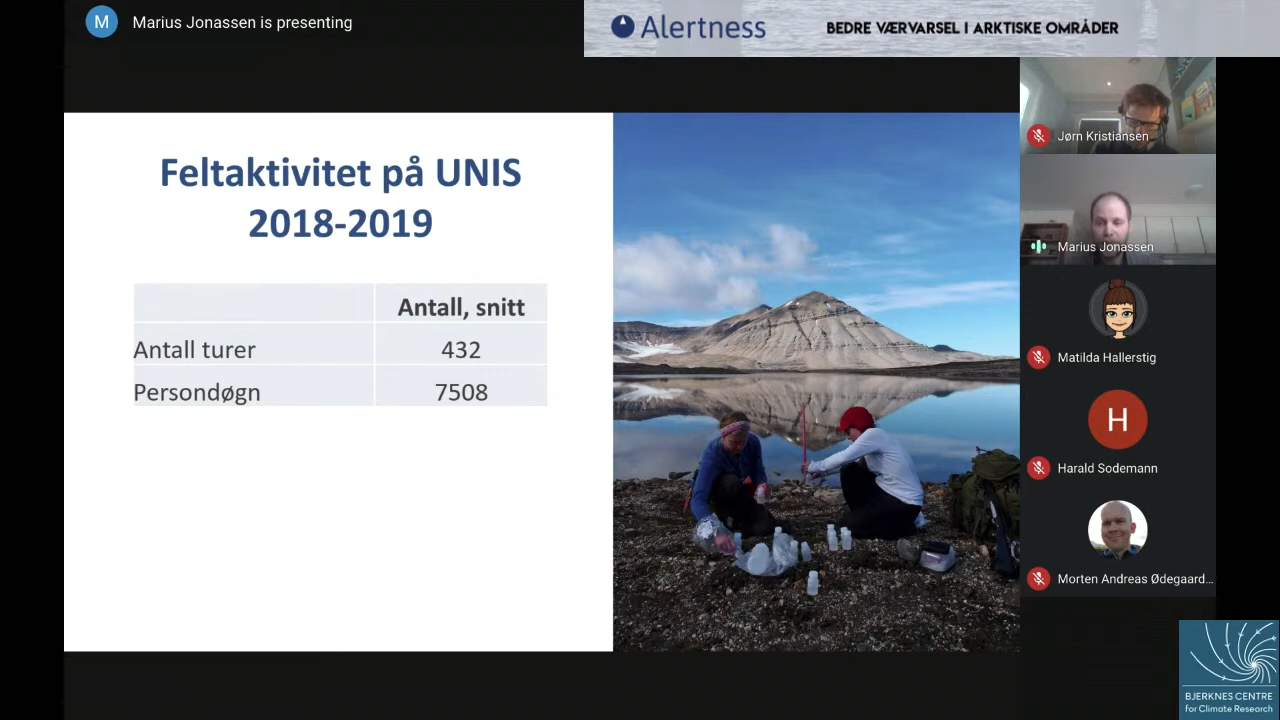 M
Marius Jonassen is presenting
Alertness
BEDRE VÆRVARSEL I ARKTISKE OMRÅDER
Feltaktivitet på UNIS
2018-2019
Antall, snitt
Antall turer 432
Persondøgn 7508
Jørn Kristiansen
Marius Jonassen
Matilda Hallerstig
H
Harald Sodemann
Morten Andreas Ødegaard...
BJERKNES CENTRE
for Climate Research